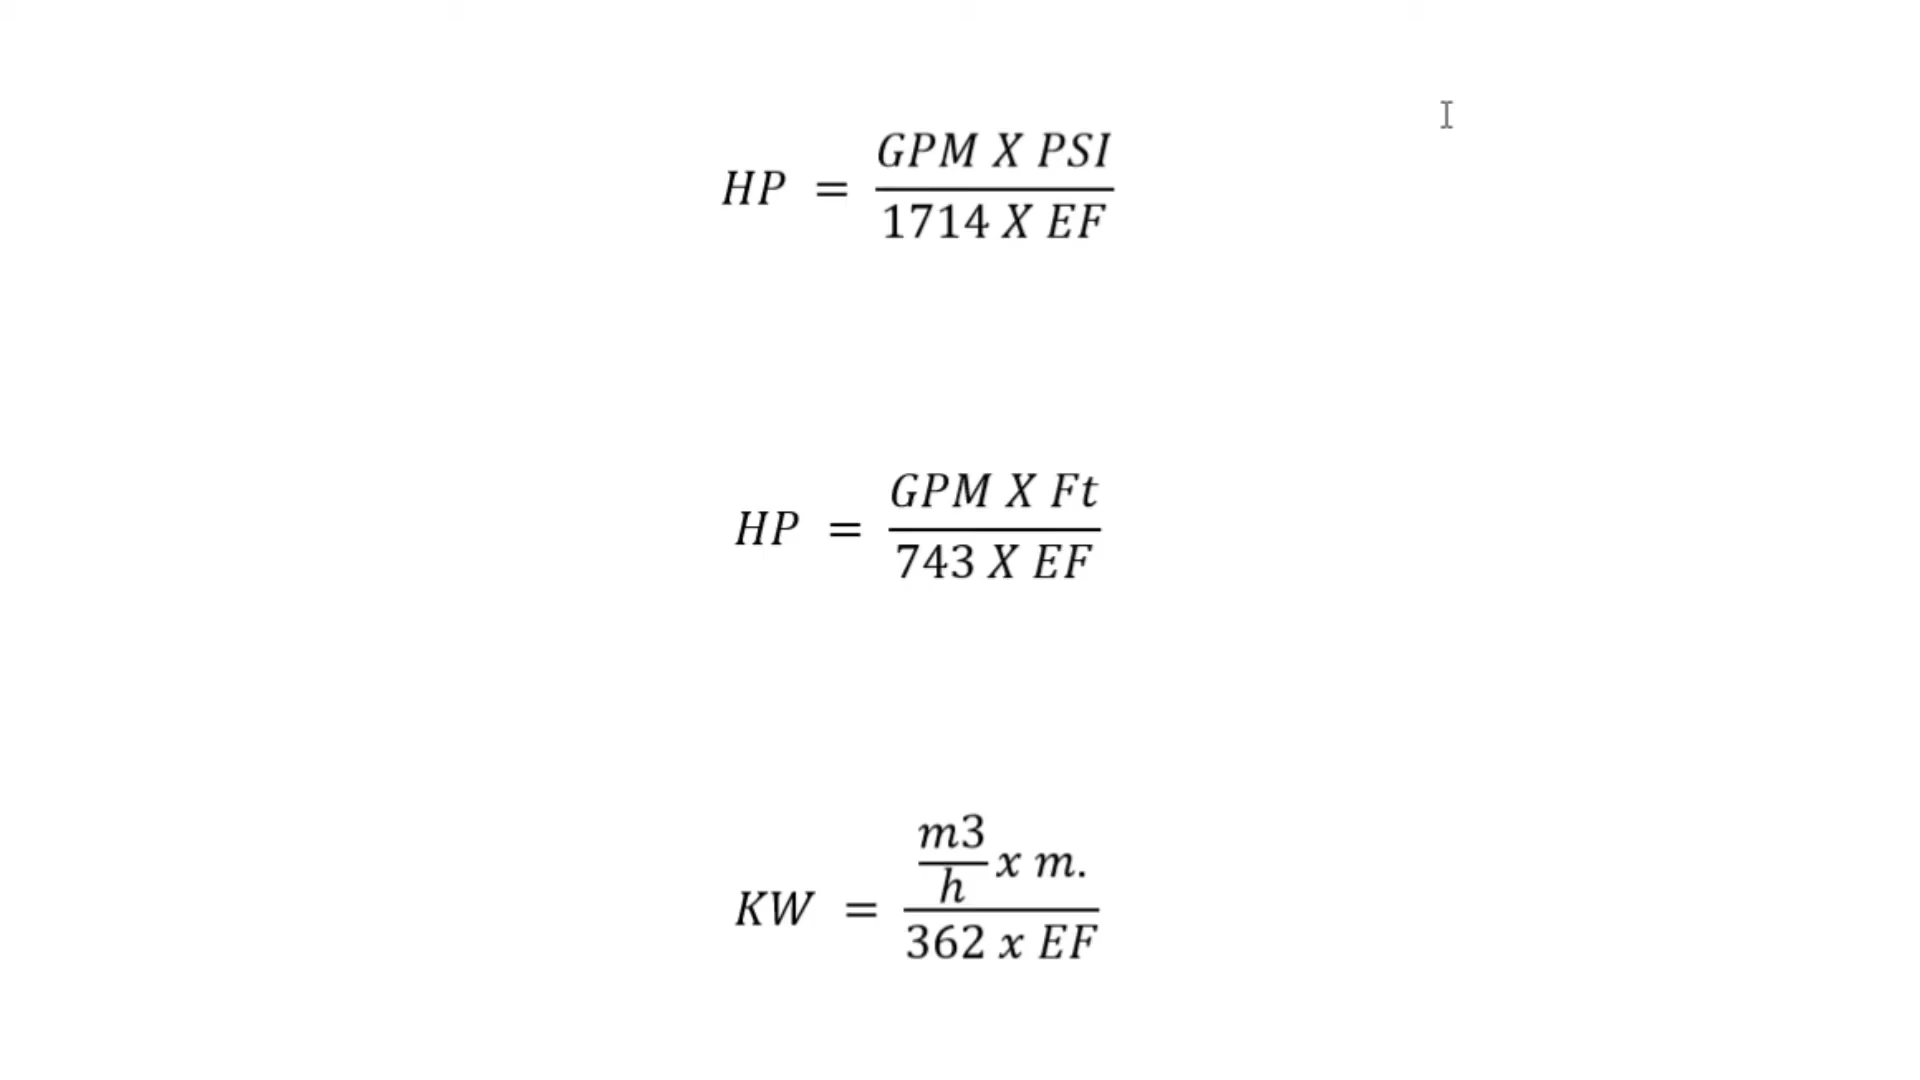 HP = GPM X PSI / 1714 X EF
HP = GPM X Ft / 743 X EF
KW = m3/h x m. / 362 x EF